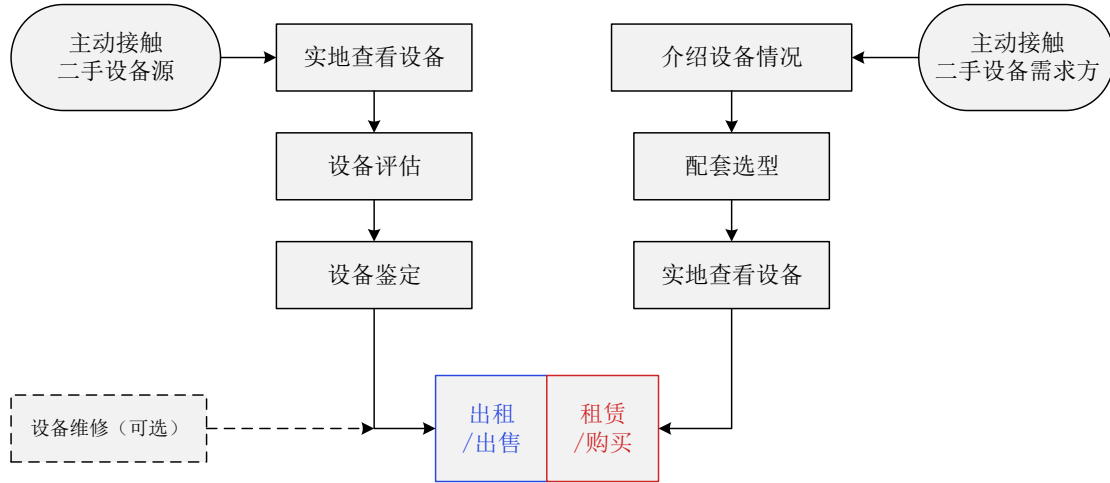 主动接触
二手设备源
实地查看设备
介绍设备情况
主动接触
二手设备需求方
设备评估
配套选型
设备鉴定
实地查看设备
设备维修（可选）
出租
/出售
租赁
/购买